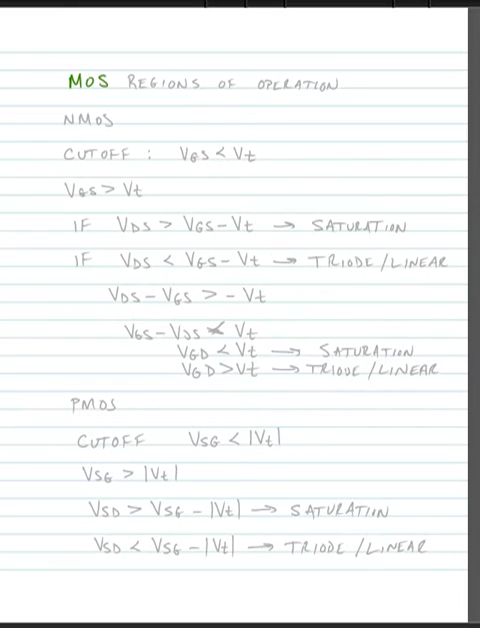 MOS REGIONS OF OPERATION
NMOS
CUTOFF : VGS < Vt
VGS > Vt
IF VDS > VGS - Vt → SATURATION
IF VDS < VGS - Vt → TRIODE / LINEAR
VDS - VGS > - Vt
VGS - VDS < Vt
VGD < Vt → SATURATION
VGD > Vt → TRIODE / LINEAR
PMOS
CUTOFF VSG < |Vt|
VSG > |Vt|
VSD > VSG - |Vt| → SATURATION
VSD < VSG - |Vt| → TRIODE / LINEAR